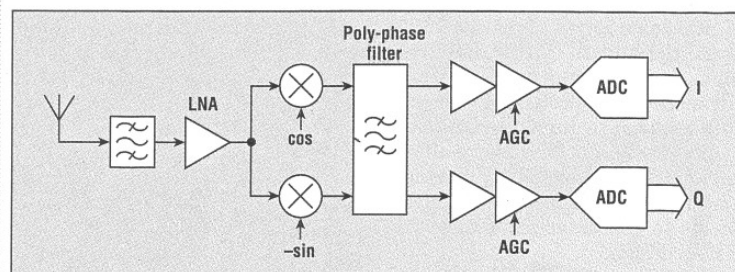 Poly-phase
filter
LNA
cos
AGC
ADC
I
–sin
AGC
ADC
Q